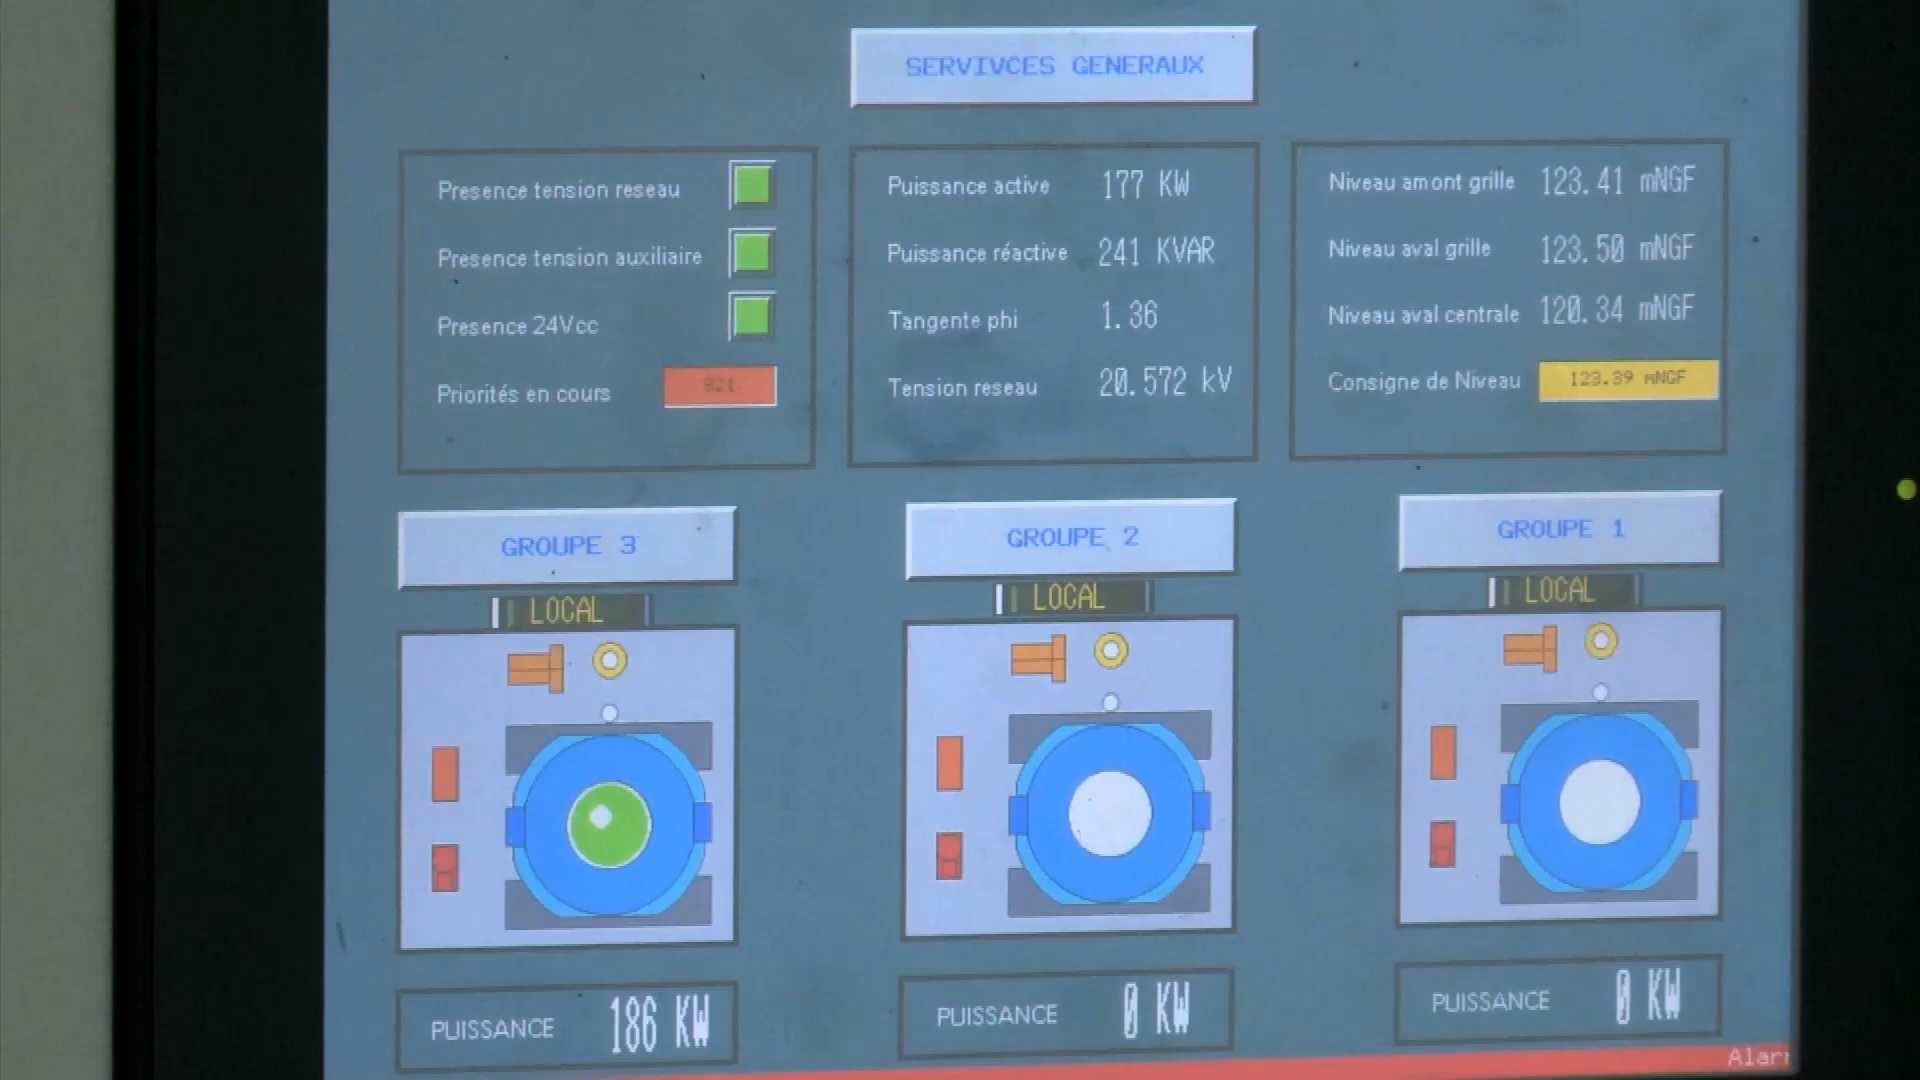 SERVIVCES GENERAUX
Presence tension reseau
Presence tension auxiliaire
Presence 24Vcc
Priorités en cours 321
Puissance active 177 KW
Puissance réactive 241 KVAR
Tangente phi 1.36
Tension reseau 20.572 kV
Niveau amont grille 123.41 mNGF
Niveau aval grille 123.50 mNGF
Niveau aval centrale 120.34 mNGF
Consigne de Niveau 123.39 mNGF
GROUPE 3
LOCAL
PUISSANCE 186 KW
GROUPE 2
LOCAL
PUISSANCE 0 KW
GROUPE 1
LOCAL
PUISSANCE 0 KW